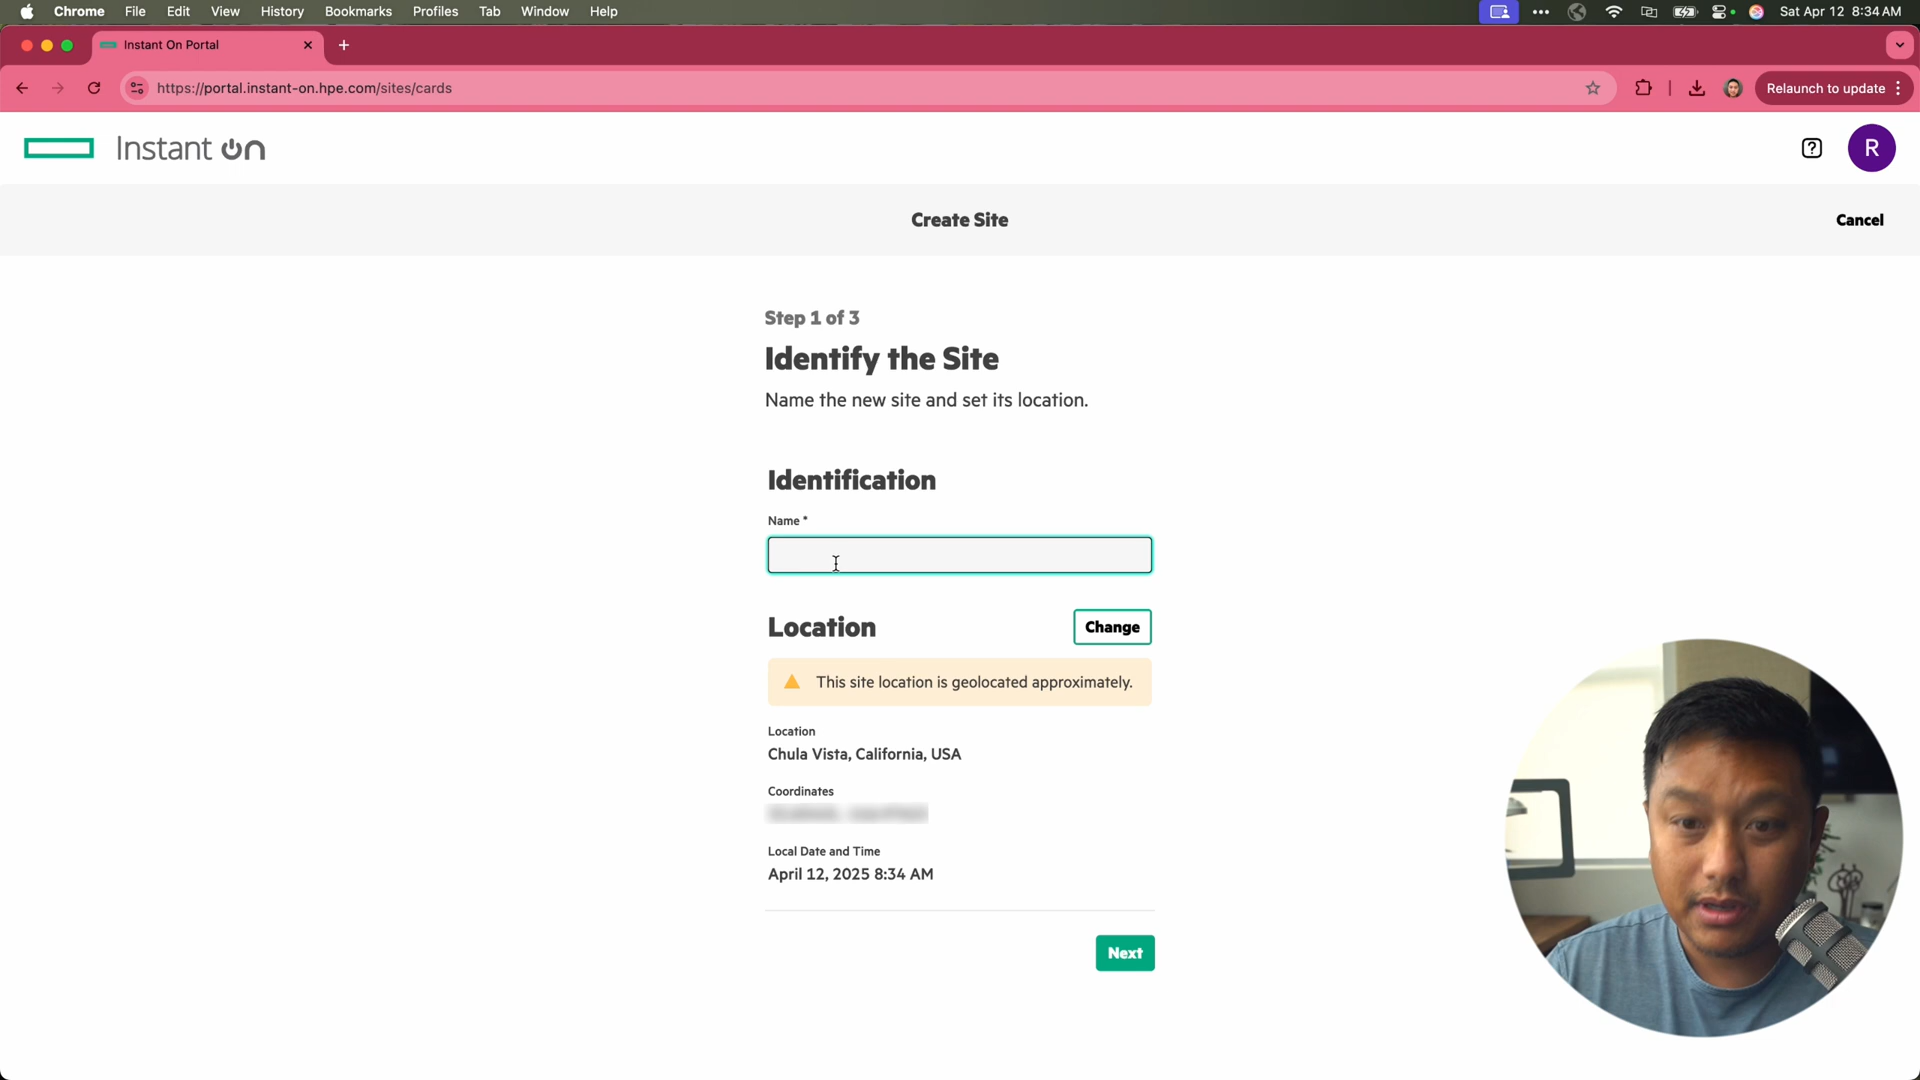 Chrome File Edit View History Bookmarks Profiles Tab Window Help Sat Apr 12 8:34 AM
Instant On Portal
https://portal.instant-on.hpe.com/sites/cards Relaunch to update
Instant On R
Create Site Cancel
Step 1 of 3
Identify the Site
Name the new site and set its location.
Identification
Name *
Location Change
This site location is geolocated approximately.
Location
Chula Vista, California, USA
Coordinates
Local Date and Time
April 12, 2025 8:34 AM
Next